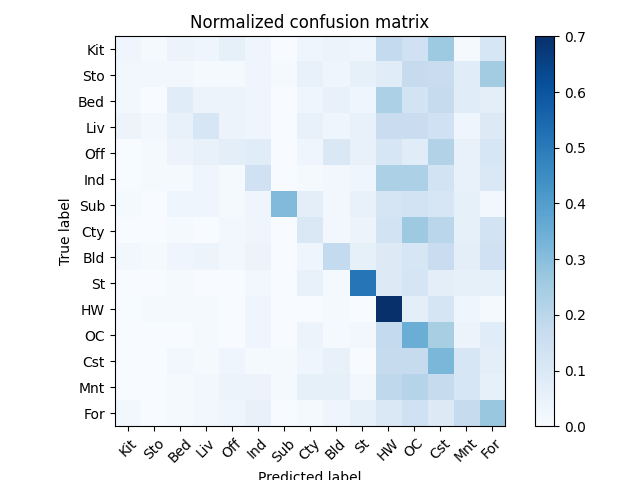 Normalized confusion matrix
True label
Kit
Sto
Bed
Liv
Off
Ind
Sub
Cty
Bld
St
HW
OC
Cst
Mnt
For
Kit Sto Bed Liv Off Ind Sub Cty Bld St HW OC Cst Mnt For
Predicted label
0.7
0.6
0.5
0.4
0.3
0.2
0.1
0.0